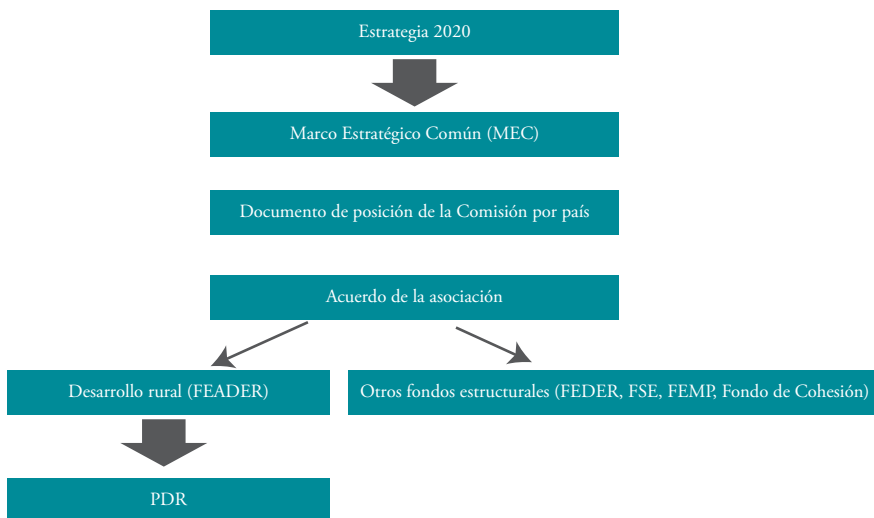 Estrategia 2020
Marco Estratégico Común (MEC)
Documento de posición de la Comisión por país
Acuerdo de la asociación
Desarrollo rural (FEADER)
Otros fondos estructurales (FEDER, FSE, FEMP, Fondo de Cohesión)
PDR